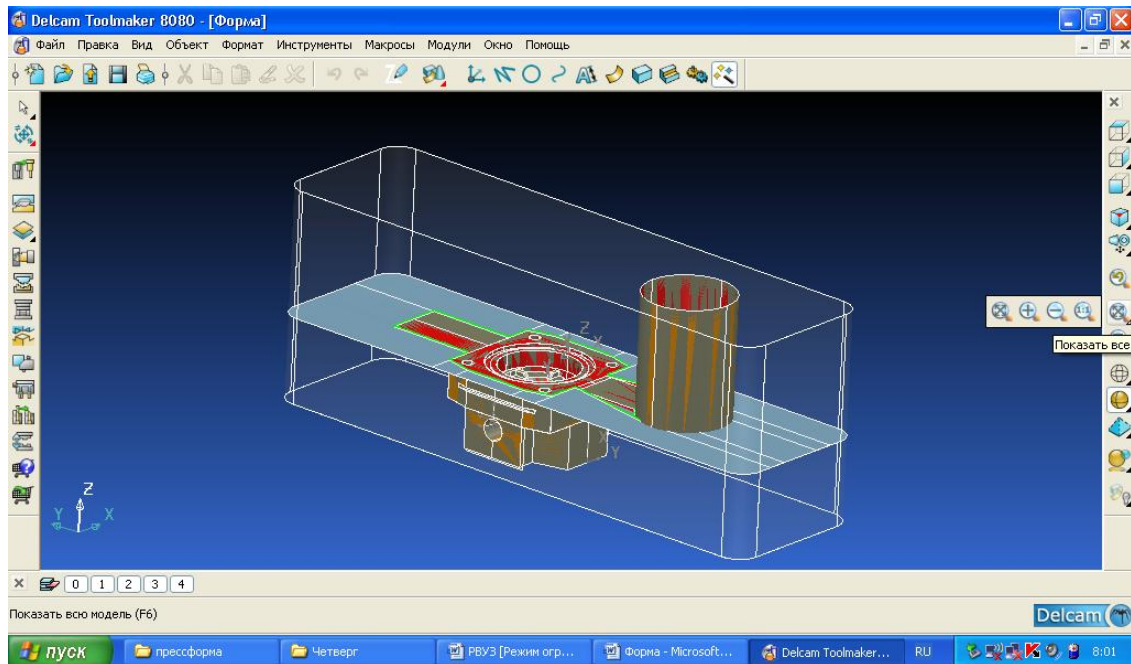 Delcam Toolmaker 8080 - [Форма]
Файл Правка Вид Объект Формат Инструменты Макросы Модули Окно Помощь
Z
X
Y
Показать все
Z
Y X
0 1 2 3 4
Показать всю модель (F6)
Delcam
пуск прессформа Четверг РВУЗ [Режим огр... Форма - Microsoft... Delcam Toolmaker... RU 8:01